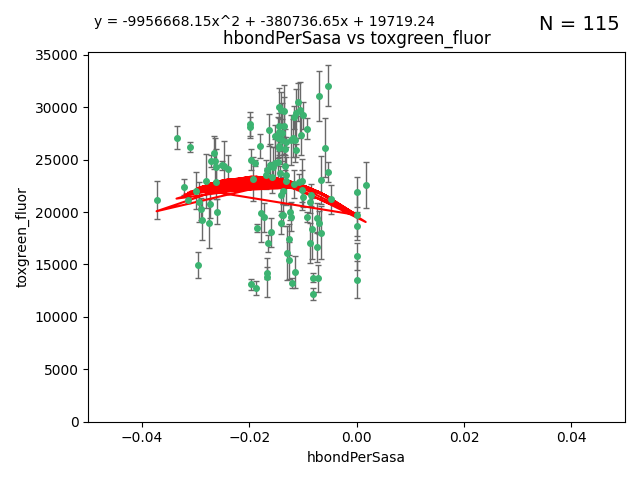 y = -9956668.15x^2 + -380736.65x + 19719.24
N = 115
hbondPerSasa vs toxgreen_fluor
35000
30000
25000
20000
15000
10000
5000
0
toxgreen_fluor
-0.04
-0.02
0.00
0.02
0.04
hbondPerSasa